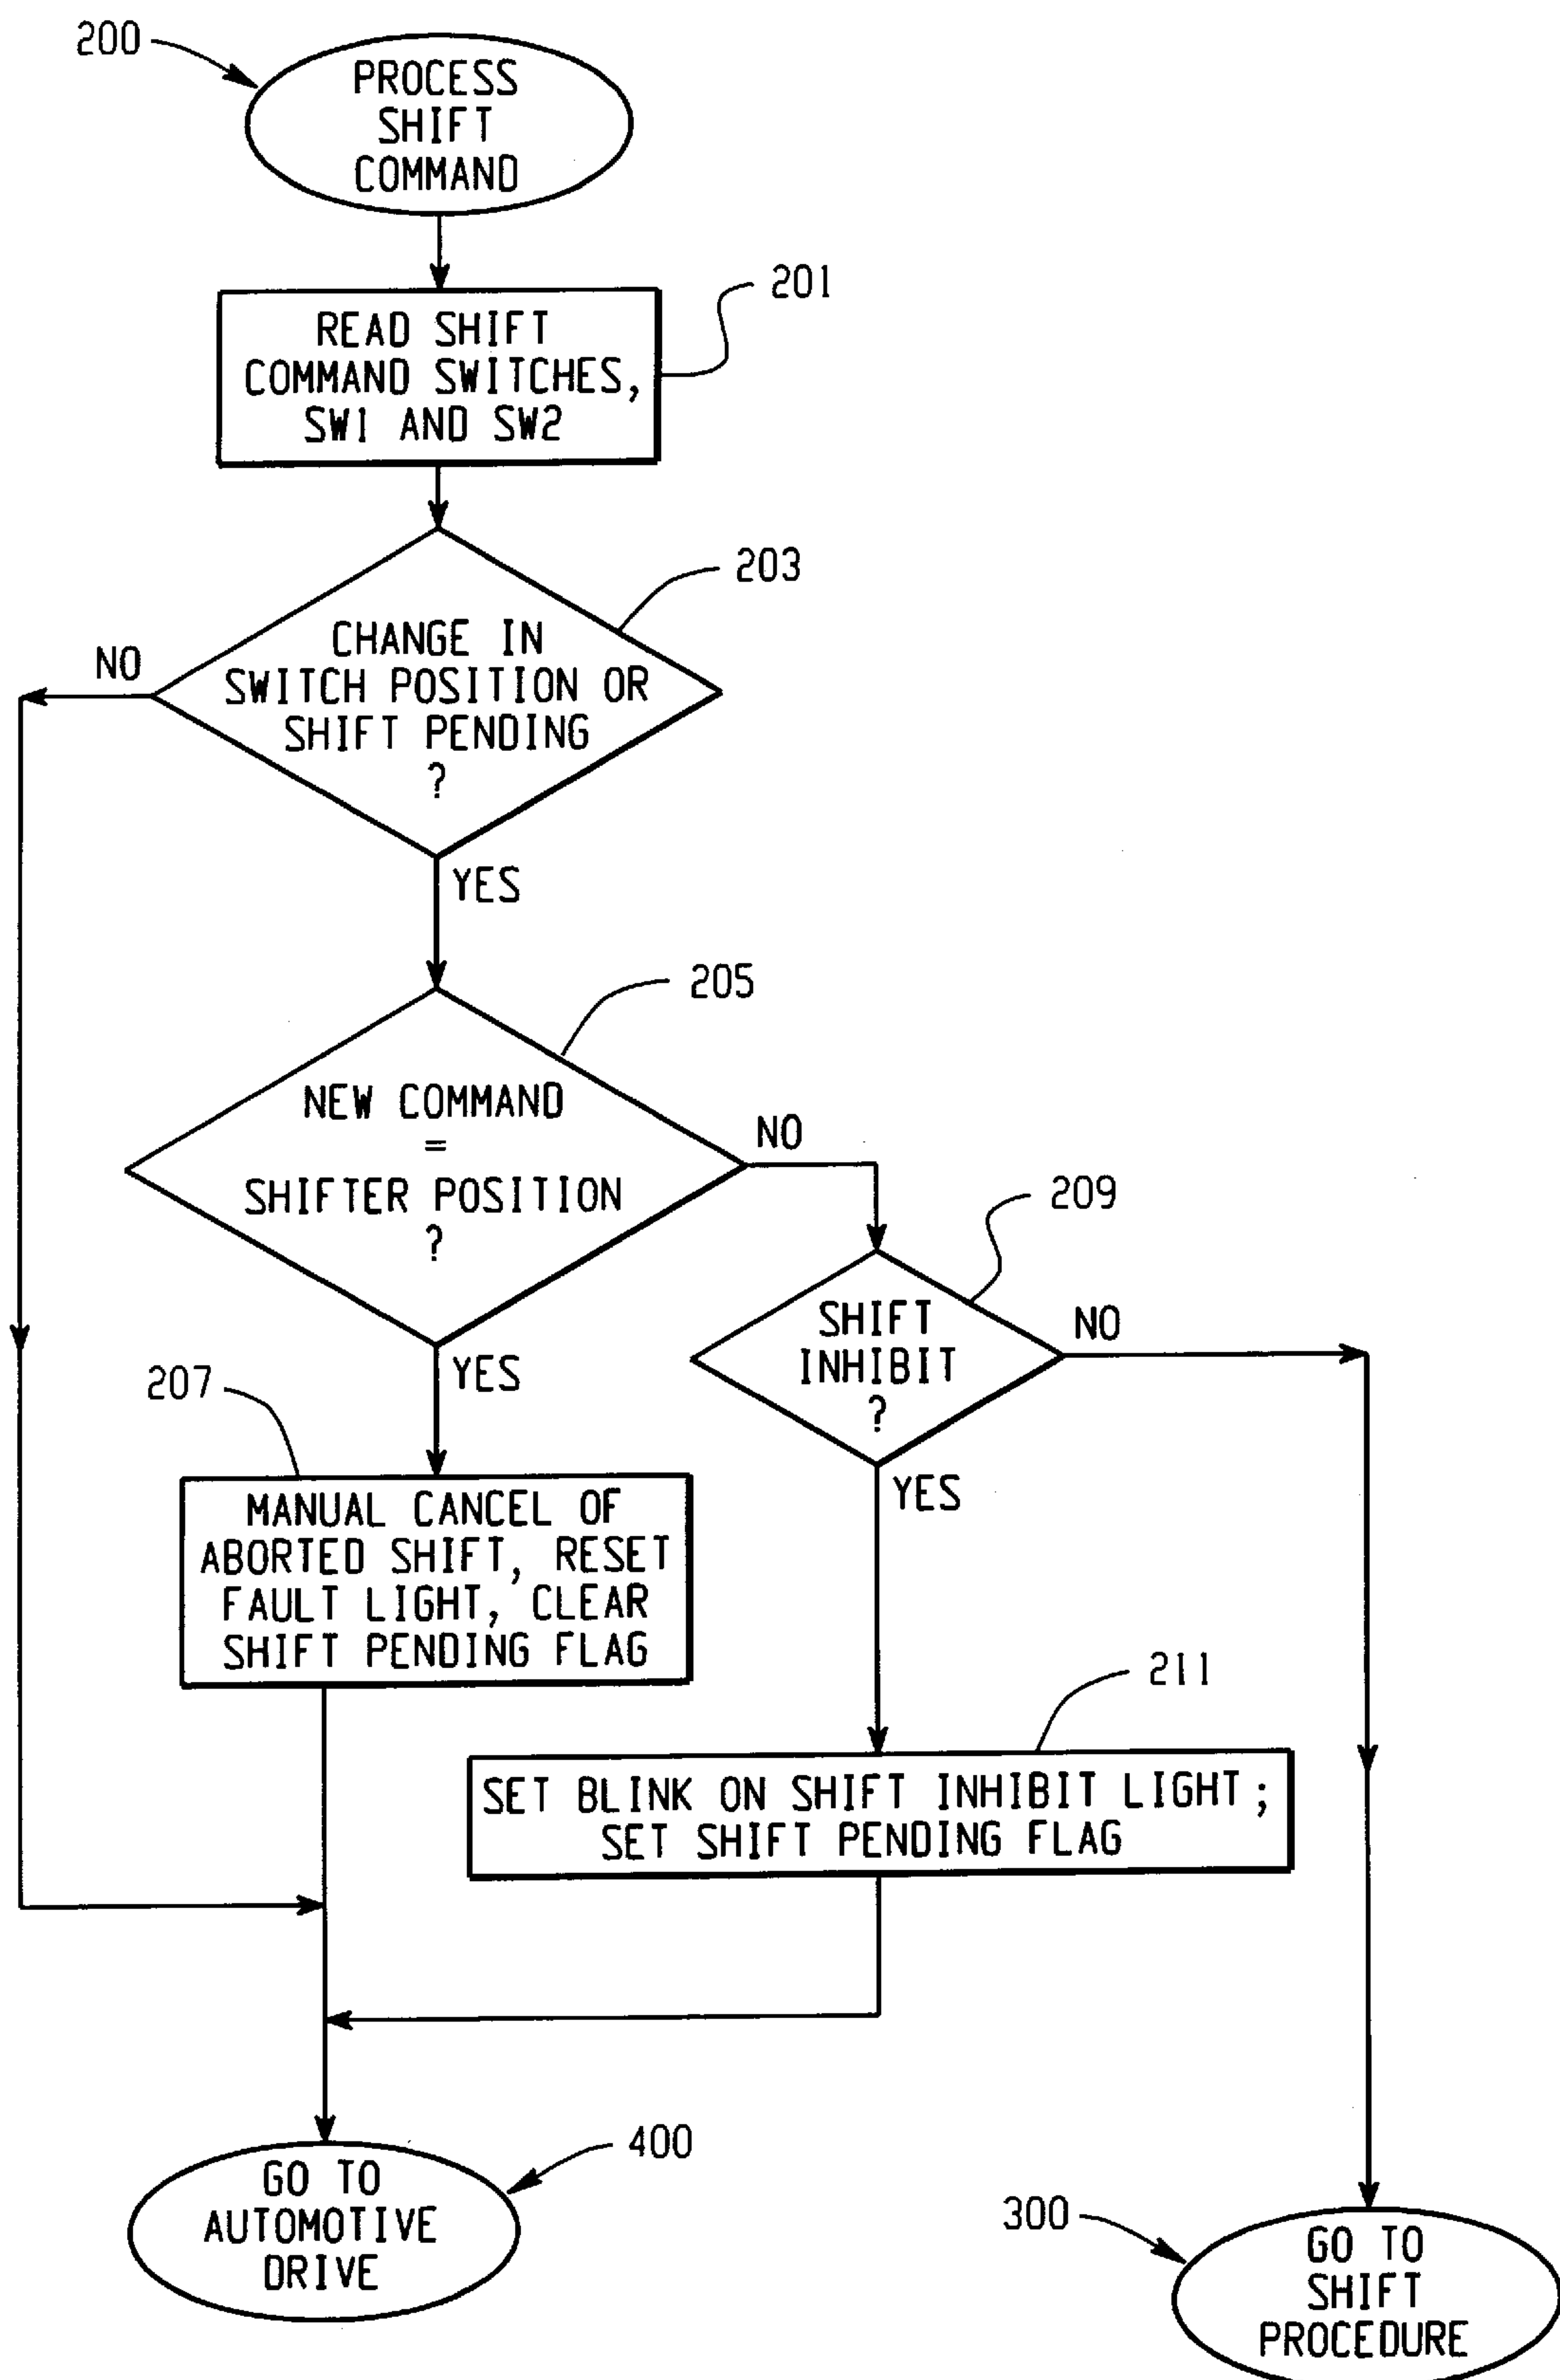 200
PROCESS
SHIFT
COMMAND
201
READ SHIFT
COMMAND SWITCHES,
SW1 AND SW2
203
CHANGE IN
SWITCH POSITION OR
SHIFT PENDING
?
NO
YES
205
NEW COMMAND
=
SHIFTER POSITION
?
NO
YES
209
SHIFT
INHIBIT
?
NO
YES
207
MANUAL CANCEL OF
ABORTED SHIFT, RESET
FAULT LIGHT, CLEAR
SHIFT PENDING FLAG
211
SET BLINK ON SHIFT INHIBIT LIGHT;
SET SHIFT PENDING FLAG
400
GO TO
AUTOMOTIVE
DRIVE
300
GO TO
SHIFT
PROCEDURE